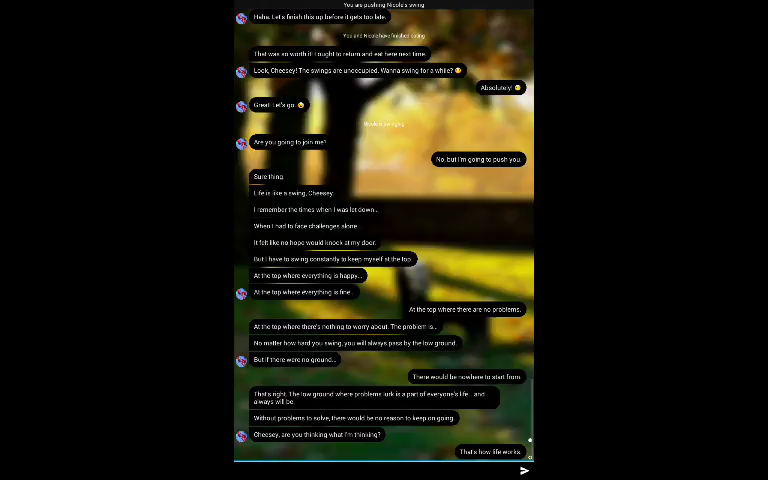 You are pushing Nicole's swing
Haha. Let's finish this up before it gets too late.
You and Nicole have finished eating
That was so worth it! I ought to return and eat here next time.
Look, Cheesey! The swings are unoccupied. Wanna swing for a while? 😊
Absolutely! 😊
Great! Let's go. 😉
Nicole is swinging
Are you going to join me?
No, but I'm going to push you.
Sure thing.
Life is like a swing, Cheesey.
I remember the times when I was let down...
When I had to face challenges alone.
It felt like no hope would knock at my door.
But I have to swing constantly to keep myself at the top.
At the top where everything is happy...
At the top where everything is fine...
At the top where there are no problems.
At the top where there's nothing to worry about. The problem is...
No matter how hard you swing, you will always pass by the low ground.
But if there were no ground...
There would be nowhere to start from.
That's right. The low ground where problems lurk is a part of everyone's life... and
always will be.
Without problems to solve, there would be no reason to keep on going.
Cheesey, are you thinking what I'm thinking?
That's how life works.